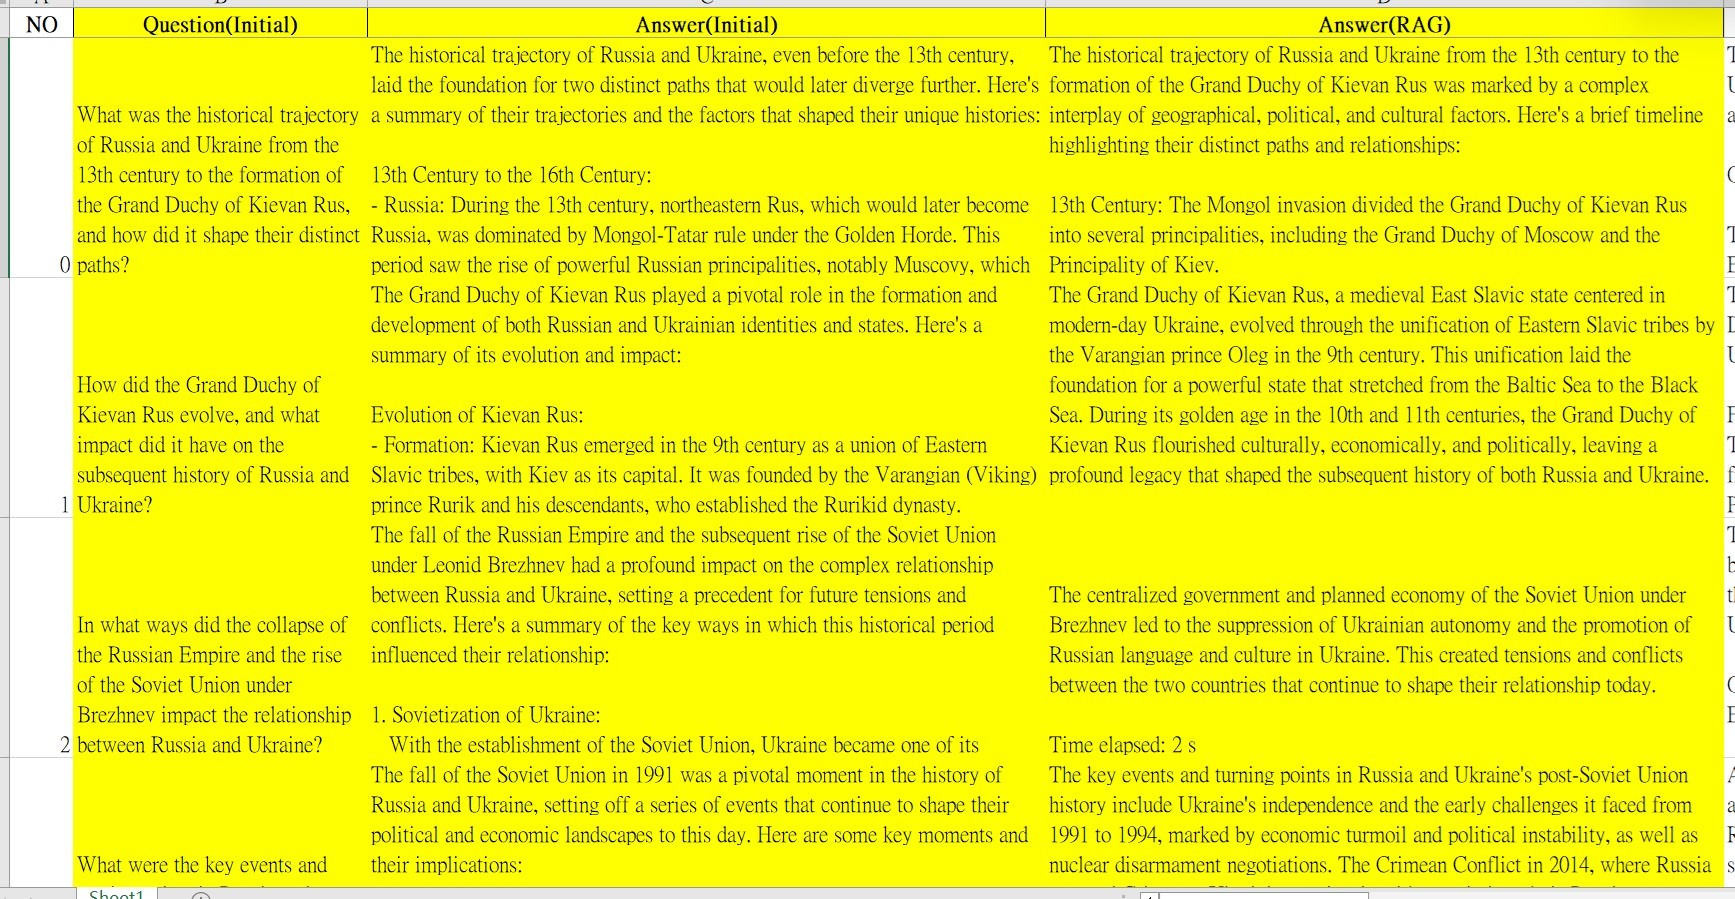 NO Question(Initial) Answer(Initial) Answer(RAG)
0
What was the historical trajectory
of Russia and Ukraine from the
13th century to the formation of
the Grand Duchy of Kievan Rus,
and how did it shape their distinct
paths?
The historical trajectory of Russia and Ukraine, even before the 13th century,
laid the foundation for two distinct paths that would later diverge further. Here's
a summary of their trajectories and the factors that shaped their unique histories:
13th Century to the 16th Century:
- Russia: During the 13th century, northeastern Rus, which would later become
Russia, was dominated by Mongol-Tatar rule under the Golden Horde. This
period saw the rise of powerful Russian principalities, notably Muscovy, which
The historical trajectory of Russia and Ukraine from the 13th century to the
formation of the Grand Duchy of Kievan Rus was marked by a complex
interplay of geographical, political, and cultural factors. Here's a brief timeline
highlighting their distinct paths and relationships:
13th Century: The Mongol invasion divided the Grand Duchy of Kievan Rus
into several principalities, including the Grand Duchy of Moscow and the
Principality of Kiev.
1
How did the Grand Duchy of
Kievan Rus evolve, and what
impact did it have on the
subsequent history of Russia and
Ukraine?
The Grand Duchy of Kievan Rus played a pivotal role in the formation and
development of both Russian and Ukrainian identities and states. Here's a
summary of its evolution and impact:
Evolution of Kievan Rus:
- Formation: Kievan Rus emerged in the 9th century as a union of Eastern
Slavic tribes, with Kiev as its capital. It was founded by the Varangian (Viking)
prince Rurik and his descendants, who established the Rurikid dynasty.
The Grand Duchy of Kievan Rus, a medieval East Slavic state centered in
modern-day Ukraine, evolved through the unification of Eastern Slavic tribes by
the Varangian prince Oleg in the 9th century. This unification laid the
foundation for a powerful state that stretched from the Baltic Sea to the Black
Sea. During its golden age in the 10th and 11th centuries, the Grand Duchy of
Kievan Rus flourished culturally, economically, and politically, leaving a
profound legacy that shaped the subsequent history of both Russia and Ukraine.
2
In what ways did the collapse of
the Russian Empire and the rise
of the Soviet Union under
Brezhnev impact the relationship
between Russia and Ukraine?
The fall of the Russian Empire and the subsequent rise of the Soviet Union
under Leonid Brezhnev had a profound impact on the complex relationship
between Russia and Ukraine, setting a precedent for future tensions and
conflicts. Here's a summary of the key ways in which this historical period
influenced their relationship:
1. Sovietization of Ukraine:
With the establishment of the Soviet Union, Ukraine became one of its
The centralized government and planned economy of the Soviet Union under
Brezhnev led to the suppression of Ukrainian autonomy and the promotion of
Russian language and culture in Ukraine. This created tensions and conflicts
between the two countries that continue to shape their relationship today.
Time elapsed: 2 s
What were the key events and
The fall of the Soviet Union in 1991 was a pivotal moment in the history of
Russia and Ukraine, setting off a series of events that continue to shape their
political and economic landscapes to this day. Here are some key moments and
their implications:
The key events and turning points in Russia and Ukraine's post-Soviet Union
history include Ukraine's independence and the early challenges it faced from
1991 to 1994, marked by economic turmoil and political instability, as well as
nuclear disarmament negotiations. The Crimean Conflict in 2014, where Russia
Sheet1